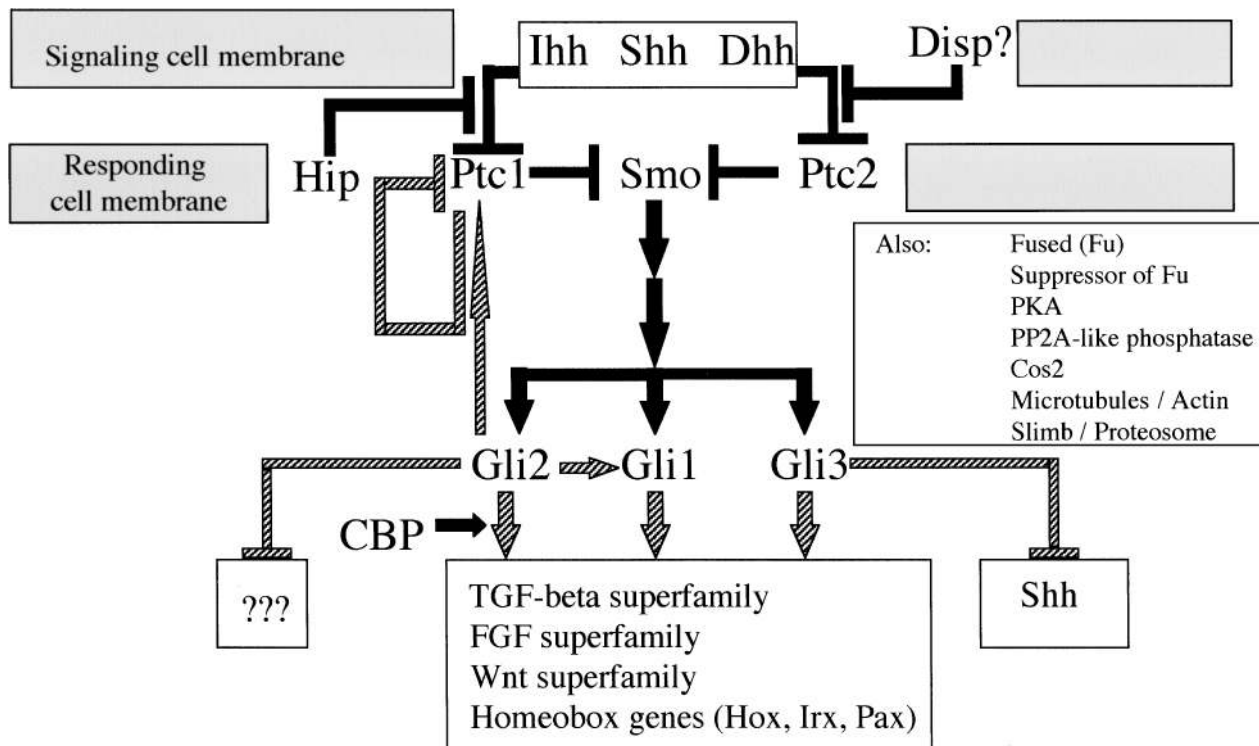 Signaling cell membrane
Ihh Shh Dhh
Disp?
Responding
cell membrane
Hip
Ptc1
Smo
Ptc2
Also:
Fused (Fu)
Suppressor of Fu
PKA
PP2A-like phosphatase
Cos2
Microtubules / Actin
Slimb / Proteosome
Gli2
Gli1
Gli3
CBP
???
TGF-beta superfamily
FGF superfamily
Wnt superfamily
Homeobox genes (Hox, Irx, Pax)
Shh